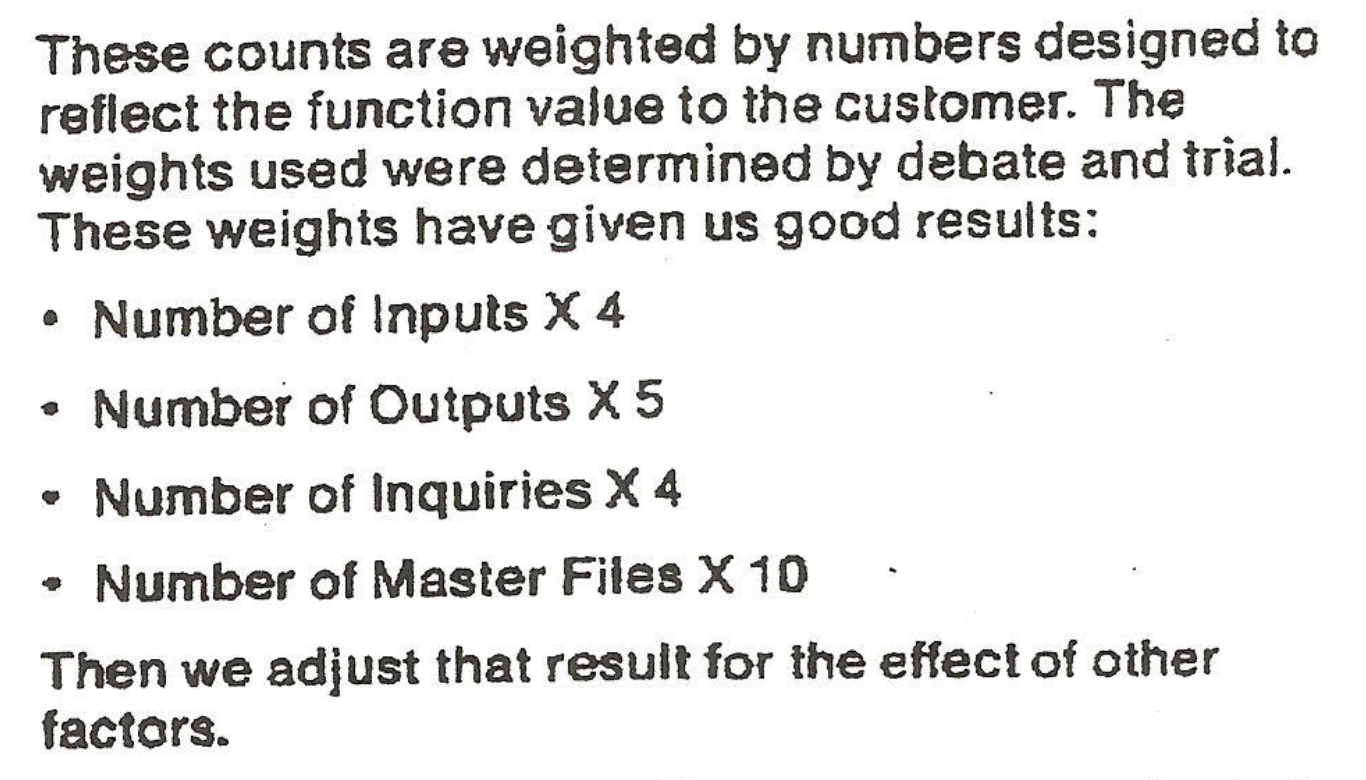 These counts are weighted by numbers designed to
reflect the function value to the customer. The
weights used were determined by debate and trial.
These weights have given us good results:
• Number of Inputs X 4
• Number of Outputs X 5
• Number of Inquiries X 4
• Number of Master Files X 10
Then we adjust that result for the effect of other
factors.